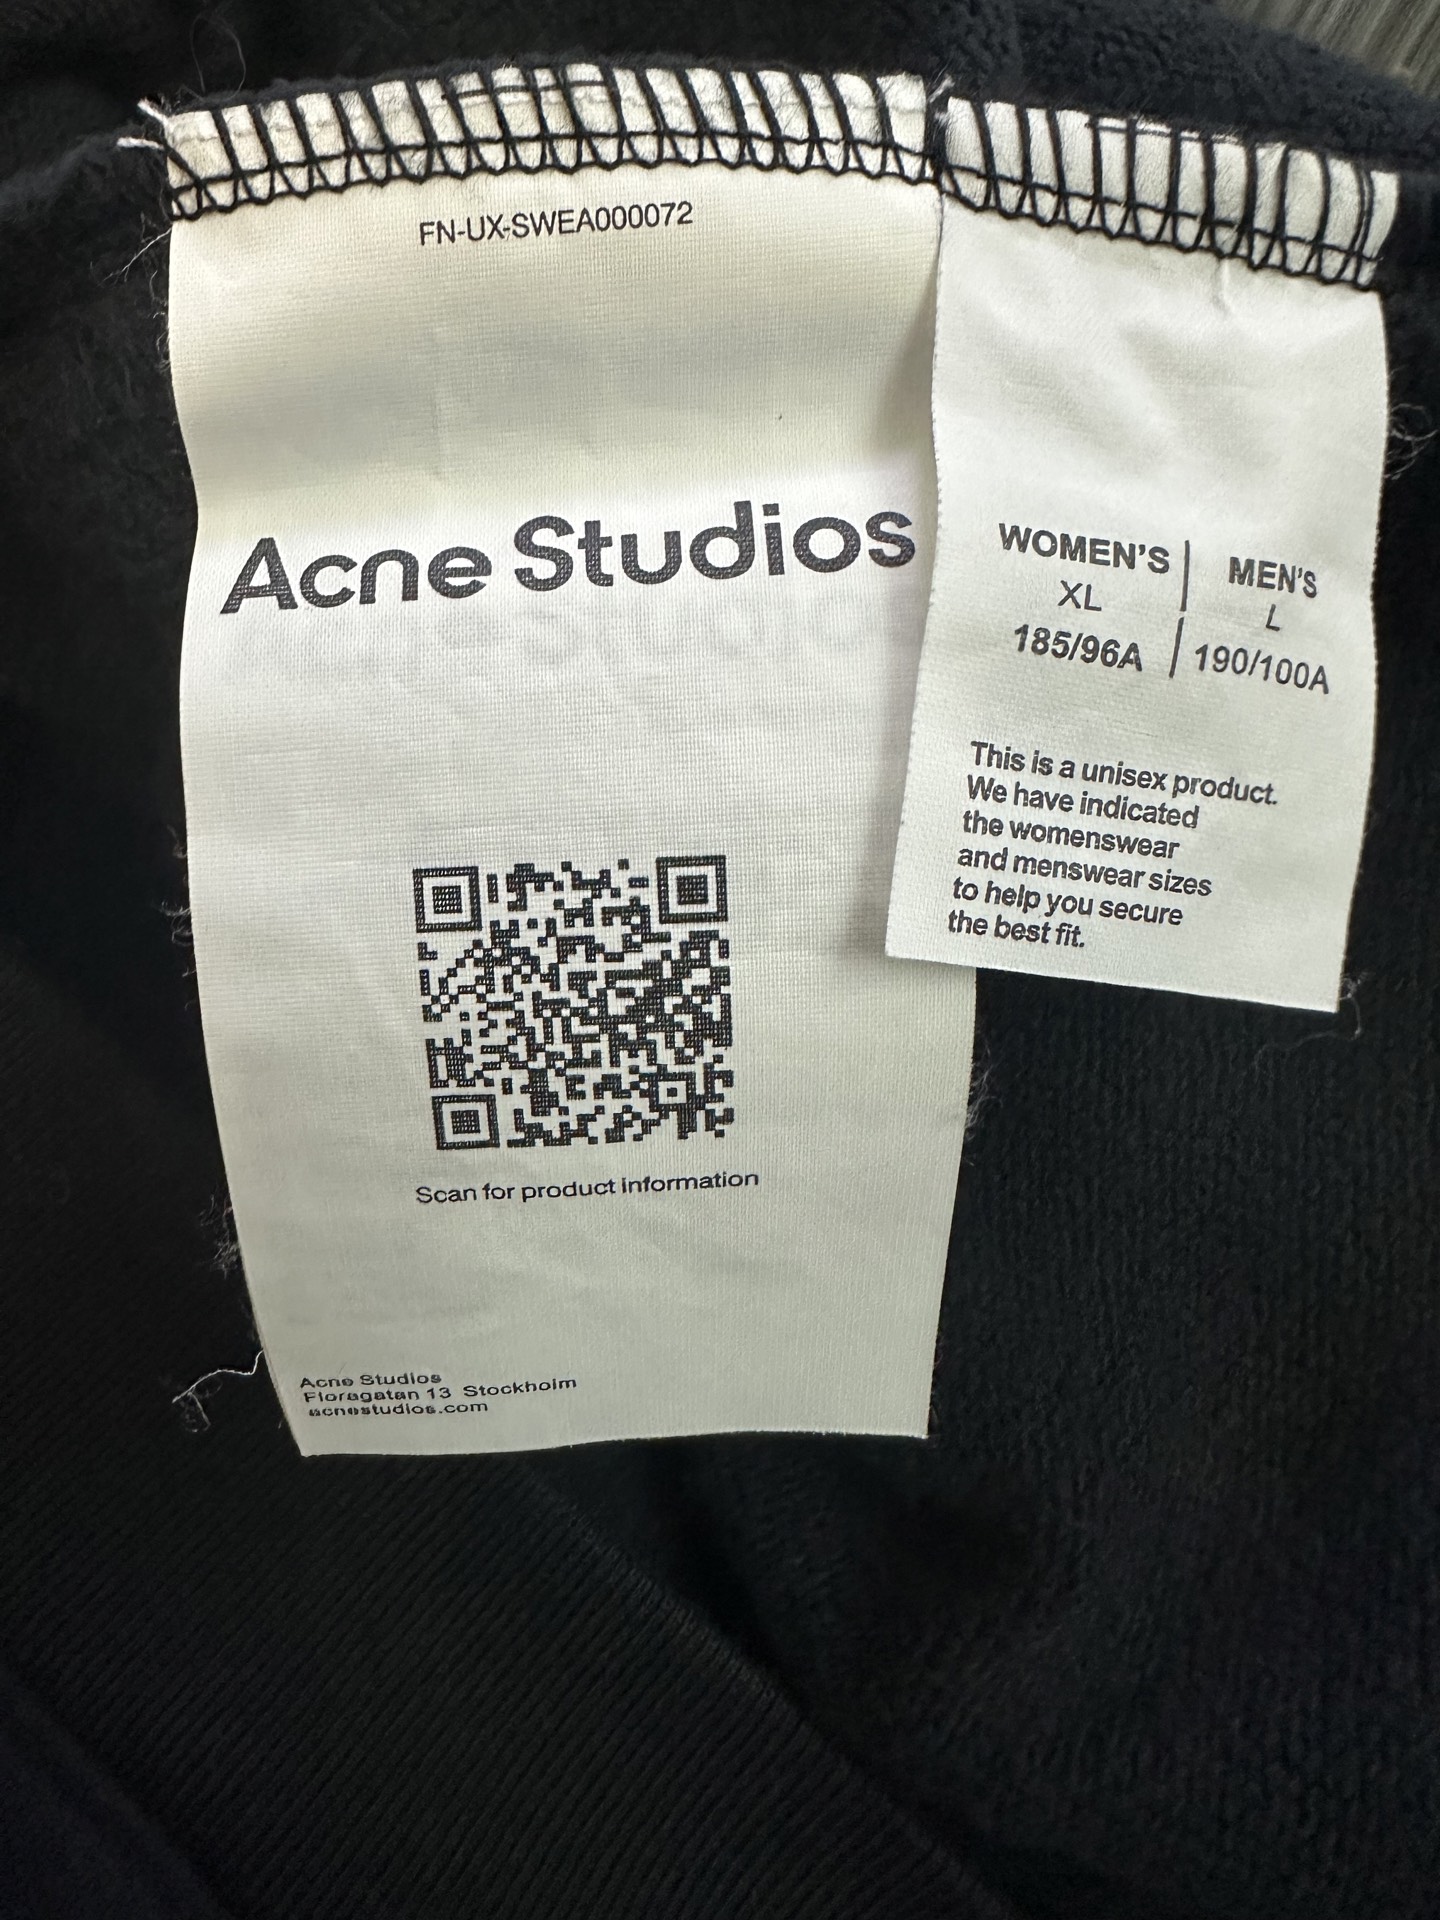 FN-UX-SWEA000072
Acne Studios
Scan for product information
Acne Studios
Floragatan 13 Stockholm
acnestudios.com
WOMEN'S | MEN'S
XL | L
185/96A | 190/100A
This is a unisex product.
We have indicated
the womenswear
and menswear sizes
to help you secure
the best fit.